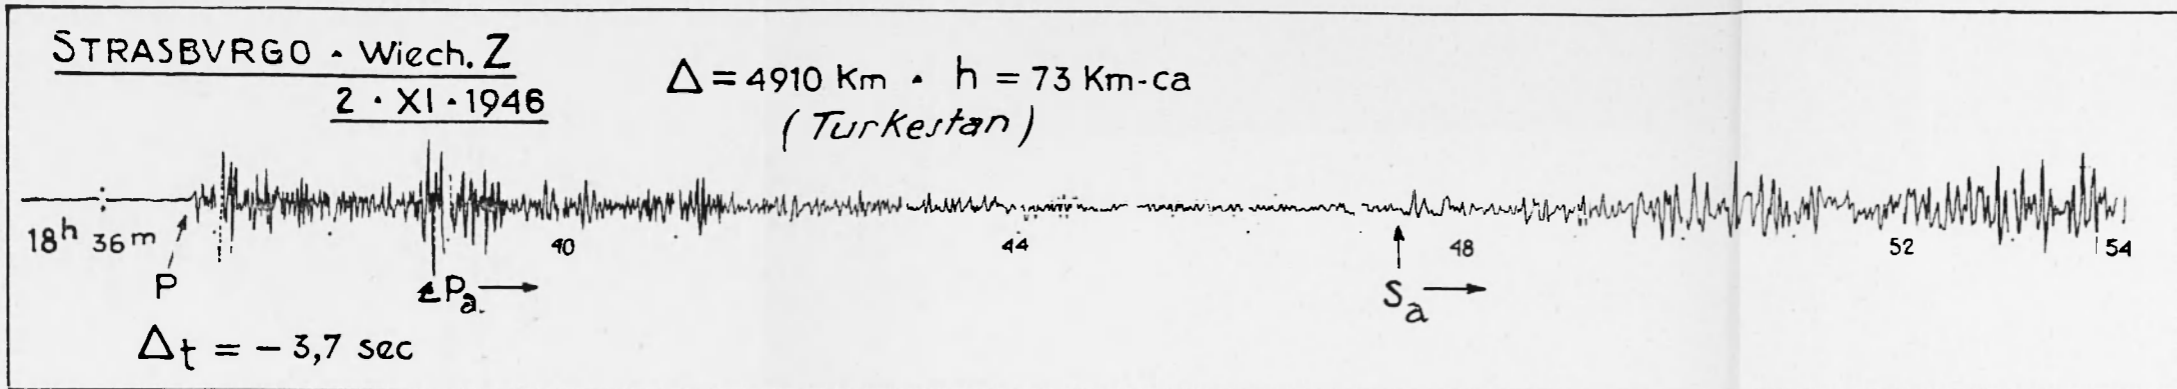 STRASBVRGO · Wiech. Z
2 · XI · 1946
Δ = 4910 Km · h = 73 Km-ca
(Turkestan)
18h 36m 40 44 48 52 54
P iPa Sa
Δt = − 3,7 sec